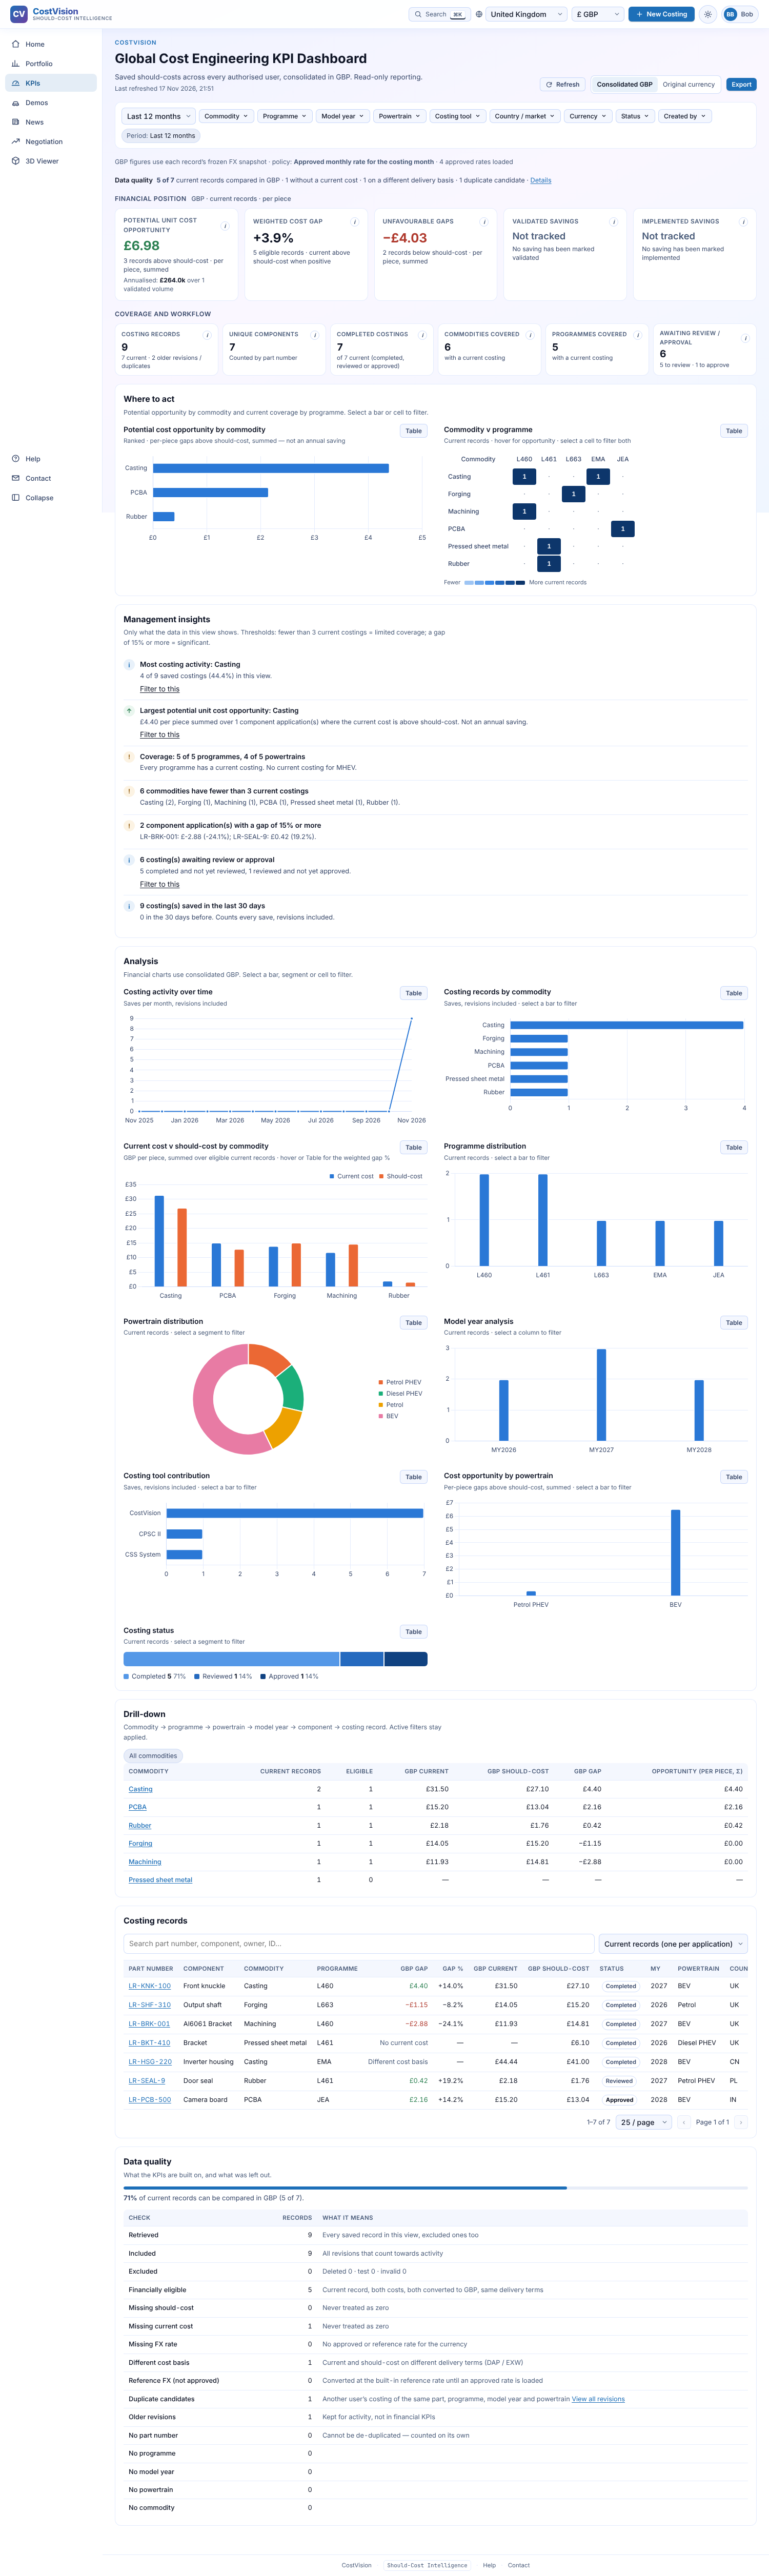 CV
CostVision
SHOULD-COST INTELLIGENCE
Search ⌘K
United Kingdom
£ GBP
+ New Costing
BB Bob
Home
Portfolio
KPIs
Demos
News
Negotiation
3D Viewer
Help
Contact
Collapse
COSTVISION
Global Cost Engineering KPI Dashboard
Saved should-costs across every authorised user, consolidated in GBP. Read-only reporting.
Last refreshed 17 Nov 2026, 21:51
Refresh
Consolidated GBP Original currency
Export
Last 12 months Commodity Programme Model year Powertrain Costing tool Country / market Currency Status Created by
Period: Last 12 months
GBP figures use each record's frozen FX snapshot · policy: Approved monthly rate for the costing month · 4 approved rates loaded
Data quality 5 of 7 current records compared in GBP · 1 without a current cost · 1 on a different delivery basis · 1 duplicate candidate · Details
FINANCIAL POSITION GBP · current records · per piece
POTENTIAL UNIT COST OPPORTUNITY i
£6.98
3 records above should-cost · per piece, summed
Annualised: £264.0k over 1 validated volume
WEIGHTED COST GAP i
+3.9%
5 eligible records · current above should-cost when positive
UNFAVOURABLE GAPS i
−£4.03
2 records below should-cost · per piece, summed
VALIDATED SAVINGS i
Not tracked
No saving has been marked validated
IMPLEMENTED SAVINGS i
Not tracked
No saving has been marked implemented
COVERAGE AND WORKFLOW
COSTING RECORDS i
9
7 current · 2 older revisions / duplicates
UNIQUE COMPONENTS i
7
Counted by part number
COMPLETED COSTINGS i
7
of 7 current (completed, reviewed or approved)
COMMODITIES COVERED i
6
with a current costing
PROGRAMMES COVERED i
5
with a current costing
AWAITING REVIEW / APPROVAL i
6
5 to review · 1 to approve
Where to act
Potential cost opportunity by commodity and current coverage by programme. Select a bar or cell to filter.
Potential cost opportunity by commodity Table
Ranked · per-piece gaps above should-cost, summed — not an annual saving
Casting
PCBA
Rubber
£0 £1 £2 £3 £4 £5
Commodity v programme Table
Current records · hover for opportunity · select a cell to filter both
Commodity L460 L461 L663 EMA JEA
Casting 1 · · 1 ·
Forging · · 1 · ·
Machining 1 · · · ·
PCBA · · · · 1
Pressed sheet metal · 1 · · ·
Rubber · 1 · · ·
Fewer More current records
Management insights
Only what the data in this view shows. Thresholds: fewer than 3 current costings = limited coverage; a gap
of 15% or more = significant.
i Most costing activity: Casting
4 of 9 saved costings (44.4%) in this view.
Filter to this
↑ Largest potential unit cost opportunity: Casting
£4.40 per piece summed over 1 component application(s) where the current cost is above should-cost. Not an annual saving.
Filter to this
! Coverage: 5 of 5 programmes, 4 of 5 powertrains
Every programme has a current costing. No current costing for MHEV.
! 6 commodities have fewer than 3 current costings
Casting (2), Forging (1), Machining (1), PCBA (1), Pressed sheet metal (1), Rubber (1).
! 2 component application(s) with a gap of 15% or more
LR-BRK-001: £-2.88 (-24.1%); LR-SEAL-9: £0.42 (19.2%).
i 6 costing(s) awaiting review or approval
5 completed and not yet reviewed, 1 reviewed and not yet approved.
Filter to this
i 9 costing(s) saved in the last 30 days
0 in the 30 days before. Counts every save, revisions included.
Analysis
Financial charts use consolidated GBP. Select a bar, segment or cell to filter.
Costing activity over time Table
Saves per month, revisions included
9
8
7
6
5
4
3
2
1
0
Nov 2025 Jan 2026 Mar 2026 May 2026 Jul 2026 Sep 2026 Nov 2026
Costing records by commodity Table
Saves, revisions included · select a bar to filter
Casting
Forging
Machining
PCBA
Pressed sheet metal
Rubber
0 1 2 3 4
Current cost v should-cost by commodity Table
GBP per piece, summed over eligible current records · hover or Table for the weighted gap %
Current cost Should-cost
£35
£30
£25
£20
£15
£10
£5
£0
Casting PCBA Forging Machining Rubber
Programme distribution Table
Current records · select a bar to filter
2
1
0
L460 L461 L663 EMA JEA
Powertrain distribution Table
Current records · select a segment to filter
Petrol PHEV
Diesel PHEV
Petrol
BEV
Model year analysis Table
Current records · select a column to filter
3
2
1
0
MY2026 MY2027 MY2028
Costing tool contribution Table
Saves, revisions included · select a bar to filter
CostVision
CPSC II
CSS System
0 1 2 3 4 5 6 7
Cost opportunity by powertrain Table
Per-piece gaps above should-cost, summed · select a bar to filter
£7
£6
£5
£4
£3
£2
£1
£0
Petrol PHEV BEV
Costing status Table
Current records · select a segment to filter
Completed 5 71% Reviewed 1 14% Approved 1 14%
Drill-down
Commodity → programme → powertrain → model year → component → costing record. Active filters stay
applied.
All commodities
COMMODITY CURRENT RECORDS ELIGIBLE GBP CURRENT GBP SHOULD-COST GBP GAP OPPORTUNITY (PER PIECE, Σ)
Casting 2 1 £31.50 £27.10 £4.40 £4.40
PCBA 1 1 £15.20 £13.04 £2.16 £2.16
Rubber 1 1 £2.18 £1.76 £0.42 £0.42
Forging 1 1 £14.05 £15.20 −£1.15 £0.00
Machining 1 1 £11.93 £14.81 −£2.88 £0.00
Pressed sheet metal 1 0 — — — —
Costing records
Search part number, component, owner, ID...
Current records (one per application)
PART NUMBER COMPONENT COMMODITY PROGRAMME GBP GAP GAP % GBP CURRENT GBP SHOULD-COST STATUS MY POWERTRAIN COUN
LR-KNK-100 Front knuckle Casting L460 £4.40 +14.0% £31.50 £27.10 Completed 2027 BEV UK
LR-SHF-310 Output shaft Forging L663 −£1.15 −8.2% £14.05 £15.20 Completed 2026 Petrol UK
LR-BRK-001 Al6061 Bracket Machining L460 −£2.88 −24.1% £11.93 £14.81 Completed 2027 BEV UK
LR-BKT-410 Bracket Pressed sheet metal L461 No current cost — — £6.10 Completed 2026 Diesel PHEV UK
LR-HSG-220 Inverter housing Casting EMA Different cost basis — £44.44 £41.00 Completed 2028 BEV CN
LR-SEAL-9 Door seal Rubber L461 £0.42 +19.2% £2.18 £1.76 Reviewed 2027 Petrol PHEV PL
LR-PCB-500 Camera board PCBA JEA £2.16 +14.2% £15.20 £13.04 Approved 2028 BEV IN
1–7 of 7 25 / page ‹ Page 1 of 1 ›
Data quality
What the KPIs are built on, and what was left out.
71% of current records can be compared in GBP (5 of 7).
CHECK RECORDS WHAT IT MEANS
Retrieved 9 Every saved record in this view, excluded ones too
Included 9 All revisions that count towards activity
Excluded 0 Deleted 0 · test 0 · invalid 0
Financially eligible 5 Current record, both costs, both converted to GBP, same delivery terms
Missing should-cost 0 Never treated as zero
Missing current cost 1 Never treated as zero
Missing FX rate 0 No approved or reference rate for the currency
Different cost basis 1 Current and should-cost on different delivery terms (DAP / EXW)
Reference FX (not approved) 0 Converted at the built-in reference rate until an approved rate is loaded
Duplicate candidates 1 Another user's costing of the same part, programme, model year and powertrain View all revisions
Older revisions 1 Kept for activity, not in financial KPIs
No part number 0 Cannot be de-duplicated — counted on its own
No programme 0
No model year 0
No powertrain 0
No commodity 0
CostVision Should-Cost Intelligence Help Contact